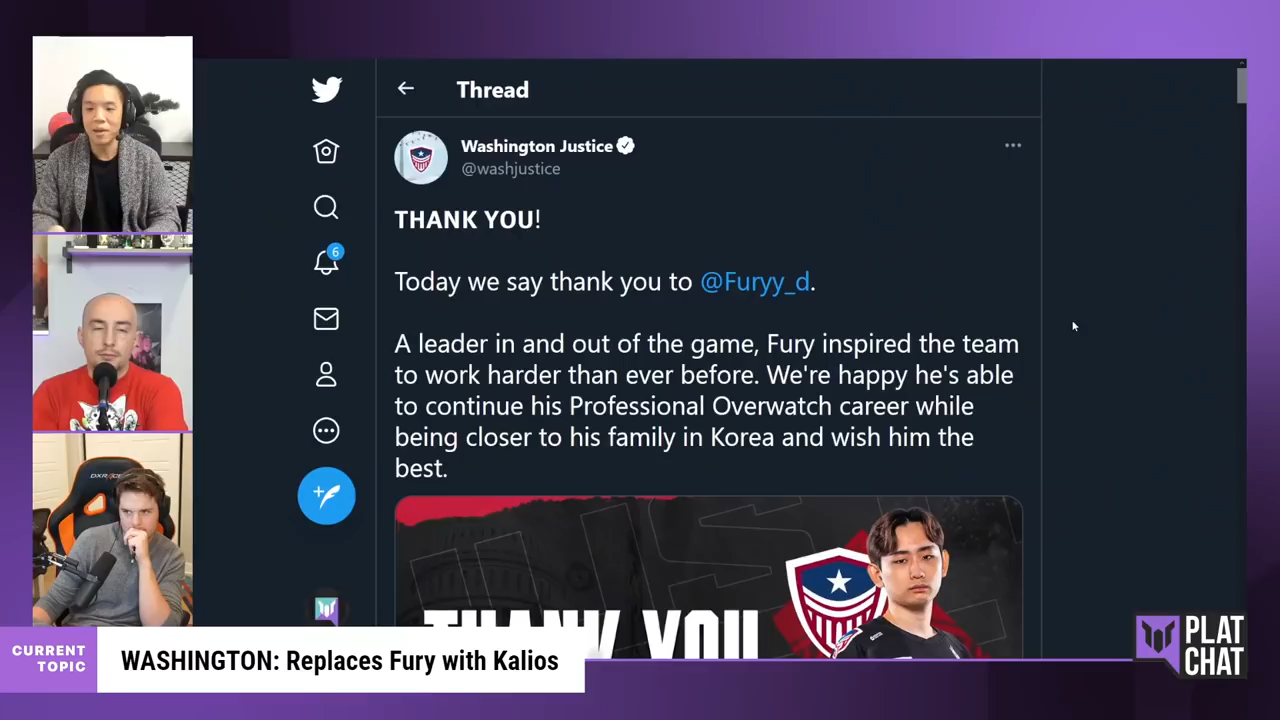 Thread
Washington Justice
@washjustice
THANK YOU!
Today we say thank you to @Furyy_d.
6
A leader in and out of the game, Fury inspired the team
to work harder than ever before. We're happy he's able
to continue his Professional Overwatch career while
being closer to his family in Korea and wish him the
best.
DXRACER
THANK YOU
CURRENT
TOPIC
WASHINGTON: Replaces Fury with Kalios
PLAT
CHAT